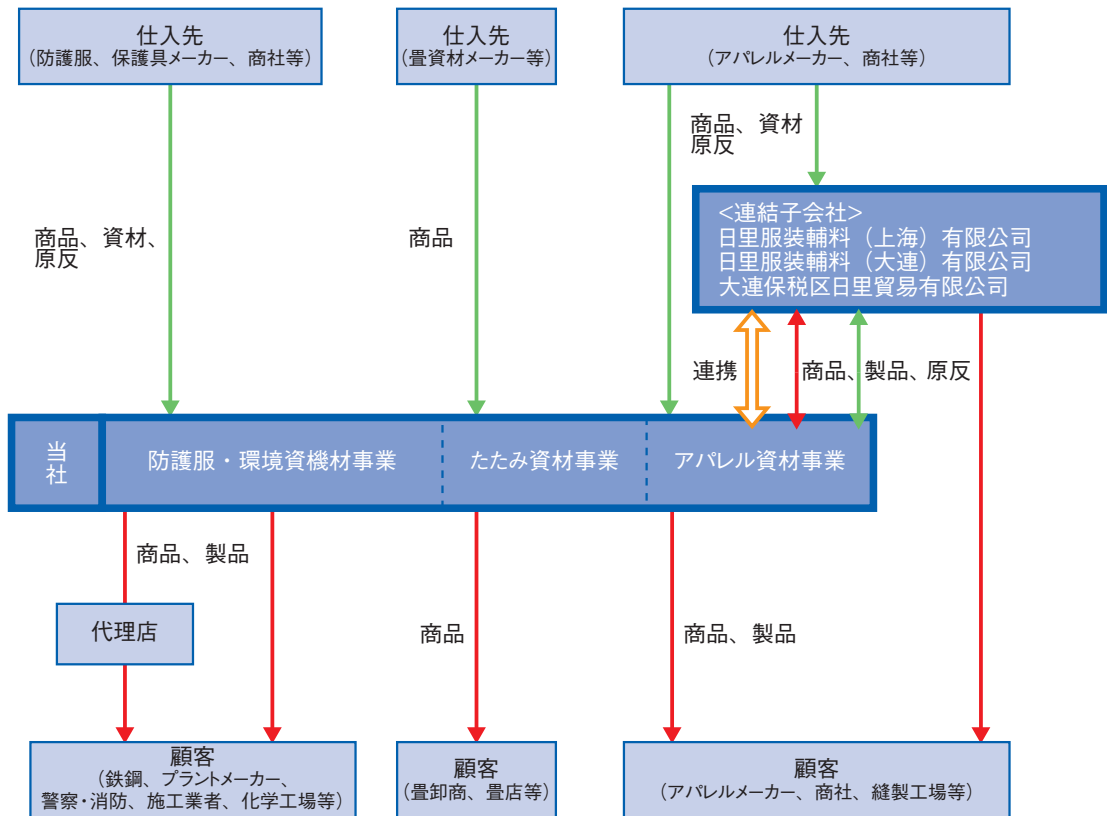 仕入先
（防護服、保護具メーカー、商社等）
仕入先
（畳資材メーカー等）
仕入先
（アパレルメーカー、商社等）
商品、資材
原反
<連結子会社>
日里服装輔料（上海）有限公司
日里服装輔料（大連）有限公司
大連保税区日里貿易有限公司
商品、資材、
原反
商品
連携
商品、製品、原反
当社
防護服・環境資機材事業
たたみ資材事業
アパレル資材事業
商品、製品
代理店
商品
商品、製品
顧客
（鉄鋼、プラントメーカー、
警察・消防、施工業者、化学工場等）
顧客
（畳卸商、畳店等）
顧客
（アパレルメーカー、商社、縫製工場等）